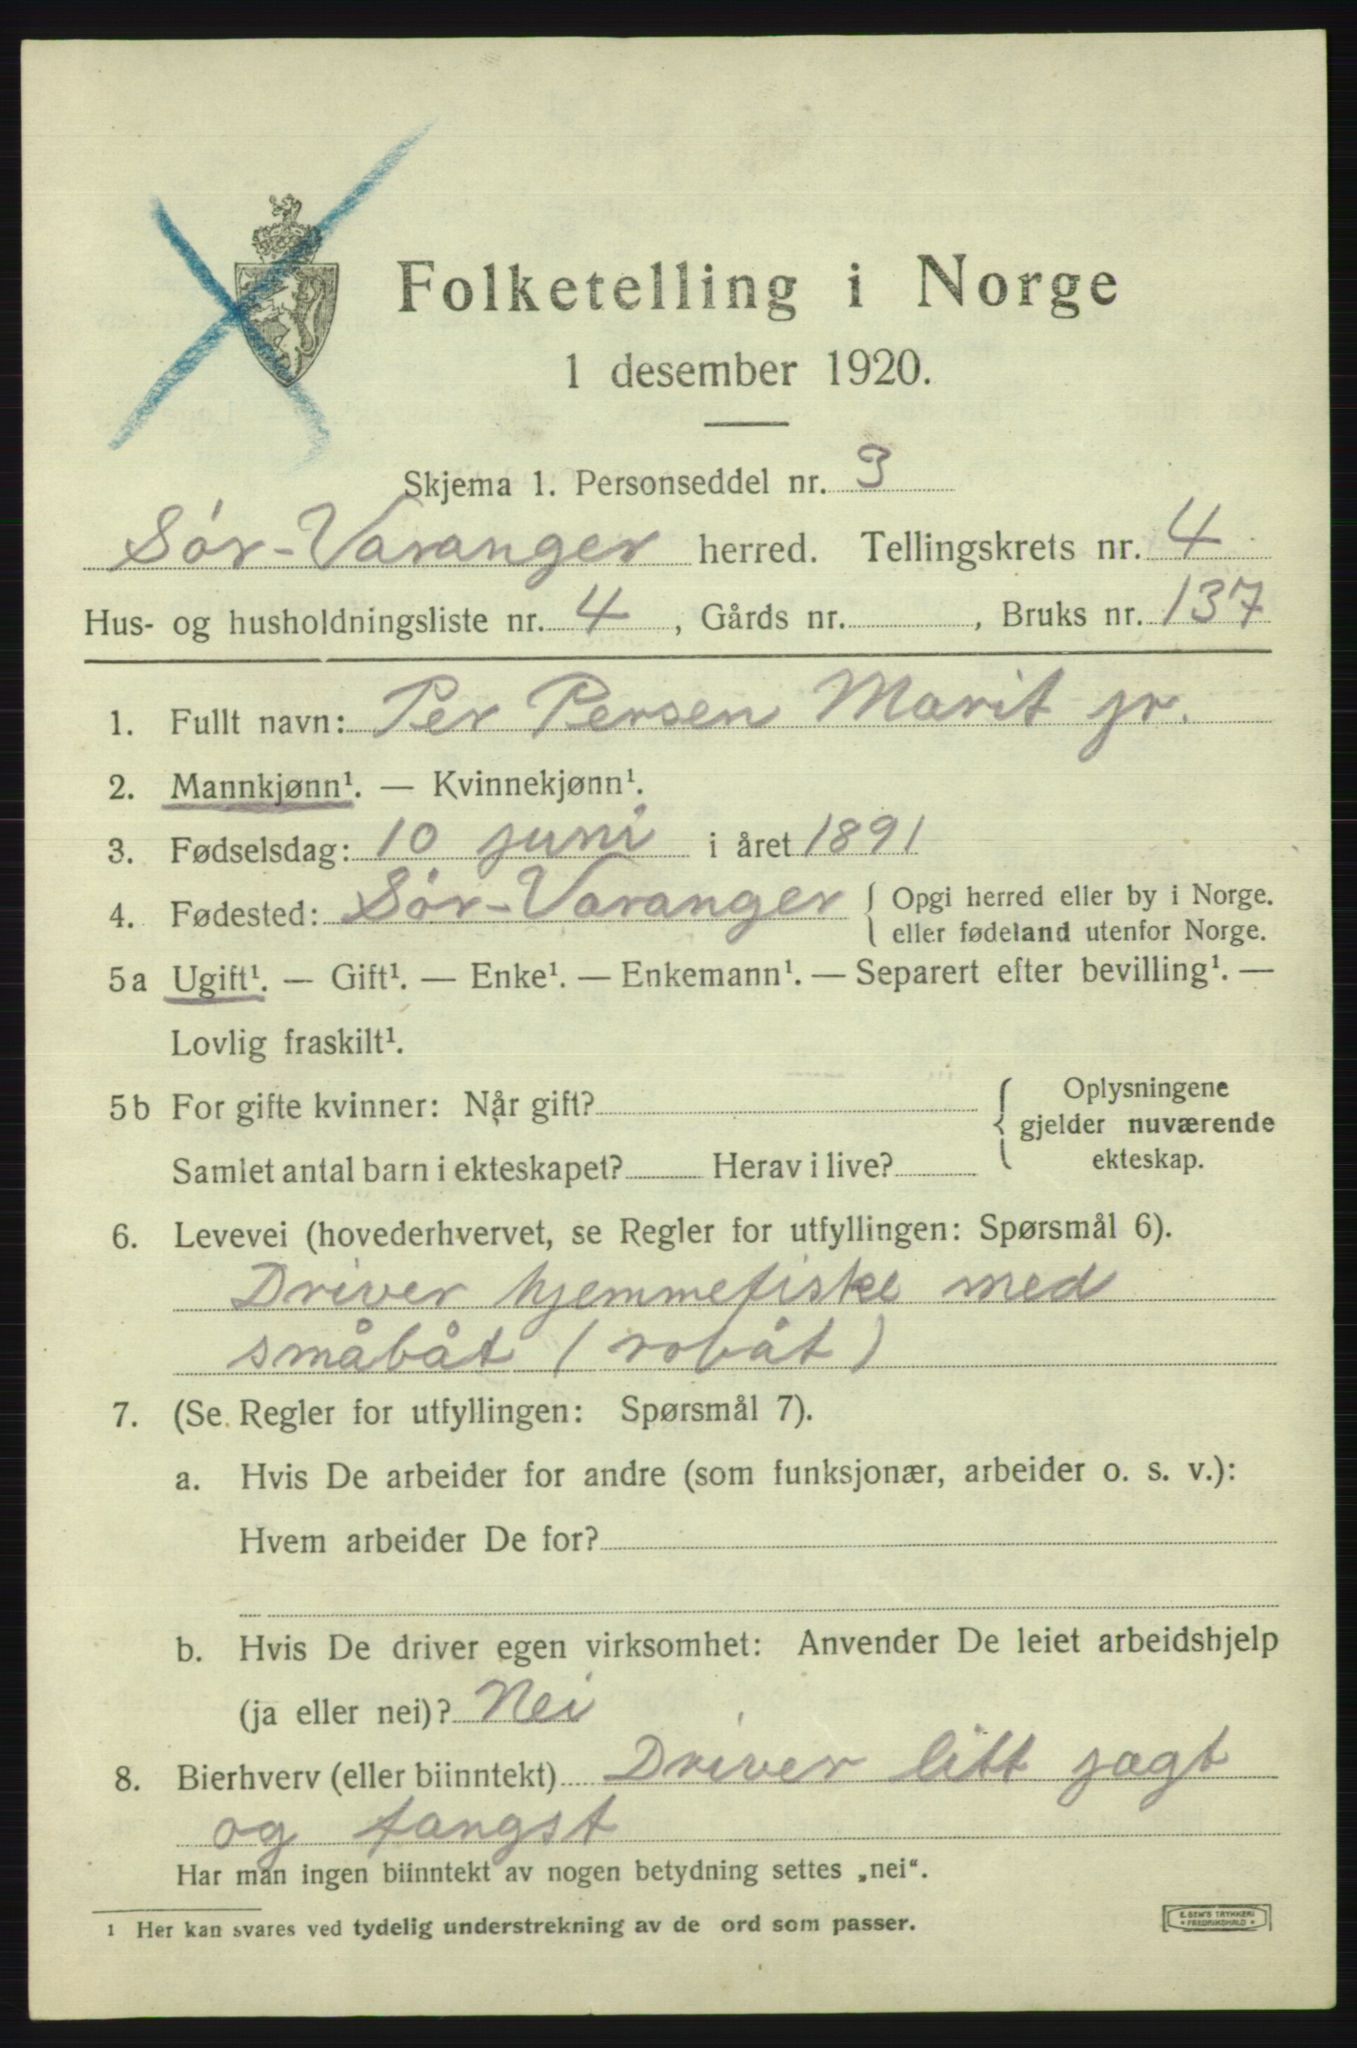 Folketelling i Norge
1 desember 1920.
Skjema 1. Personseddel nr. 3
Sør-Varanger herred. Tellingskrets nr. 4
Hus- og husholdningsliste nr. 4, Gårds nr. , Bruks nr. 137
1. Fullt navn: Per Persen Marit jr.
2. Mannkjønn¹. — Kvinnekjønn¹.
3. Fødselsdag: 10 juni i året 1891
4. Fødested: Sør-Varanger { Opgi herred eller by i Norge.
eller fødeland utenfor Norge.
5a Ugift¹. — Gift¹. — Enke¹. — Enkemann¹. — Separert efter bevilling¹. —
Lovlig fraskilt¹.
5b For gifte kvinner: Når gift? { Oplysningene
gjelder nuværende
ekteskap.
Samlet antal barn i ekteskapet? Herav i live?
6. Levevei (hovederhvervet, se Regler for utfyllingen: Spørsmål 6).
Driver hjemmefiske med
småbåt (robåt)
7. (Se Regler for utfyllingen: Spørsmål 7).
a. Hvis De arbeider for andre (som funksjonær, arbeider o. s. v.):
Hvem arbeider De for?
b. Hvis De driver egen virksomhet: Anvender De leiet arbeidshjelp
(ja eller nei)? Nei
8. Bierhverv (eller biinntekt) Driver litt jagt
og fangst
Har man ingen biinntekt av nogen betydning settes „nei“.
1 Her kan svares ved tydelig understrekning av de ord som passer.
E. SEM'S TRYKKERI
• FREDRIKSHALD •